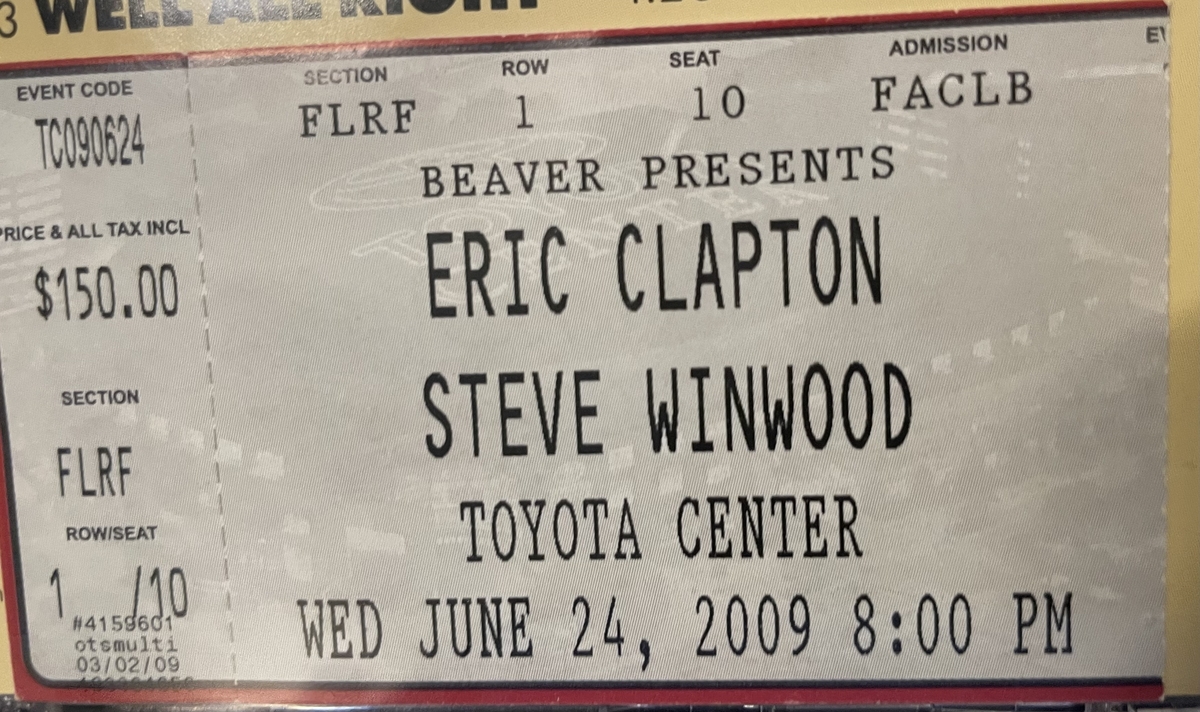 3 WELL ALL RIGHT
EVENT CODE
TC090624
PRICE & ALL TAX INCL
$150.00
SECTION
FLRF
ROW/SEAT
1 /10
#4159601
otsmulti
03/02/09
SECTION ROW SEAT ADMISSION
FLRF 1 10 FACLB
BEAVER PRESENTS
ERIC CLAPTON
STEVE WINWOOD
TOYOTA CENTER
WED JUNE 24, 2009 8:00 PM